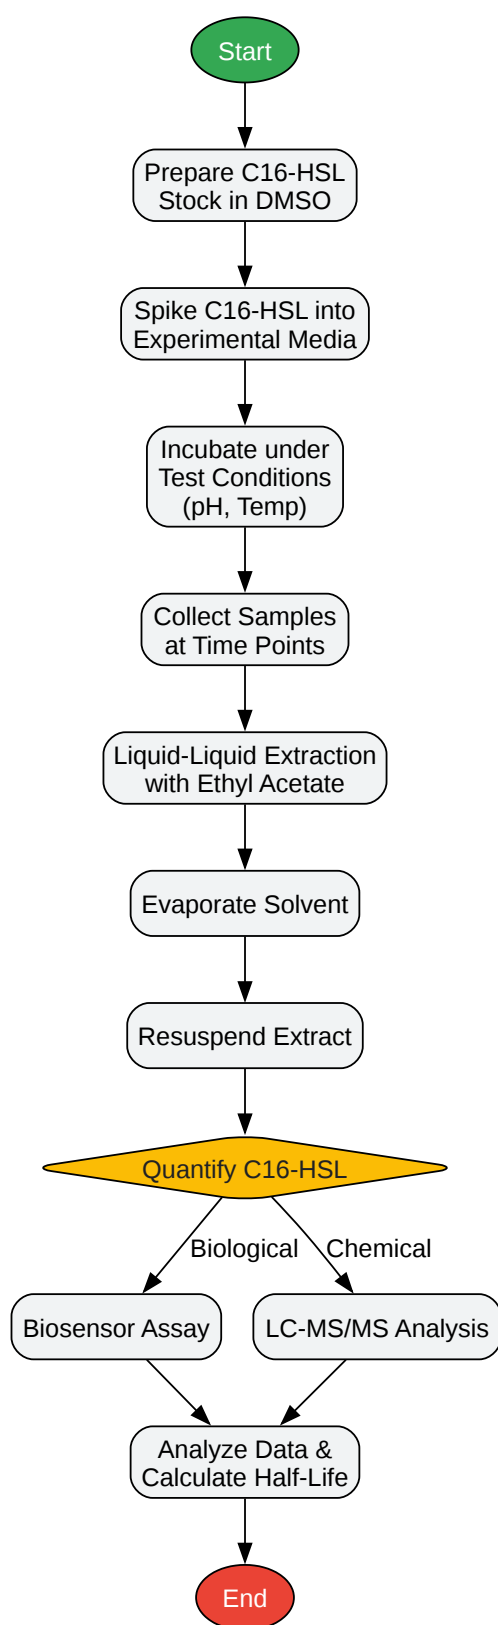 Start
Prepare C16-HSL
Stock in DMSO
Spike C16-HSL into
Experimental Media
Incubate under
Test Conditions
(pH, Temp)
Collect Samples
at Time Points
Liquid-Liquid Extraction
with Ethyl Acetate
Evaporate Solvent
Resuspend Extract
Quantify C16-HSL
Biological
Chemical
Biosensor Assay
LC-MS/MS Analysis
Analyze Data &
Calculate Half-Life
End